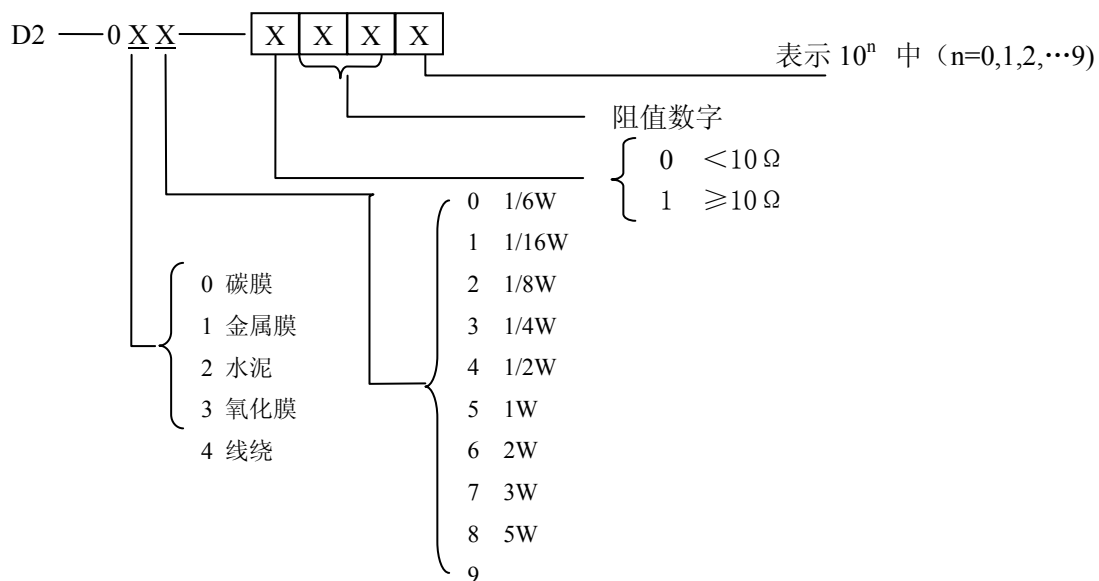 D2 0 X X X X X X
表示 10ⁿ 中（n=0,1,2,…9)
阻值数字
0 ＜10Ω
1 ≥10Ω
0 1/6W
1 1/16W
2 1/8W
3 1/4W
4 1/2W
5 1W
6 2W
7 3W
8 5W
9
0 碳膜
1 金属膜
2 水泥
3 氧化膜
4 线绕